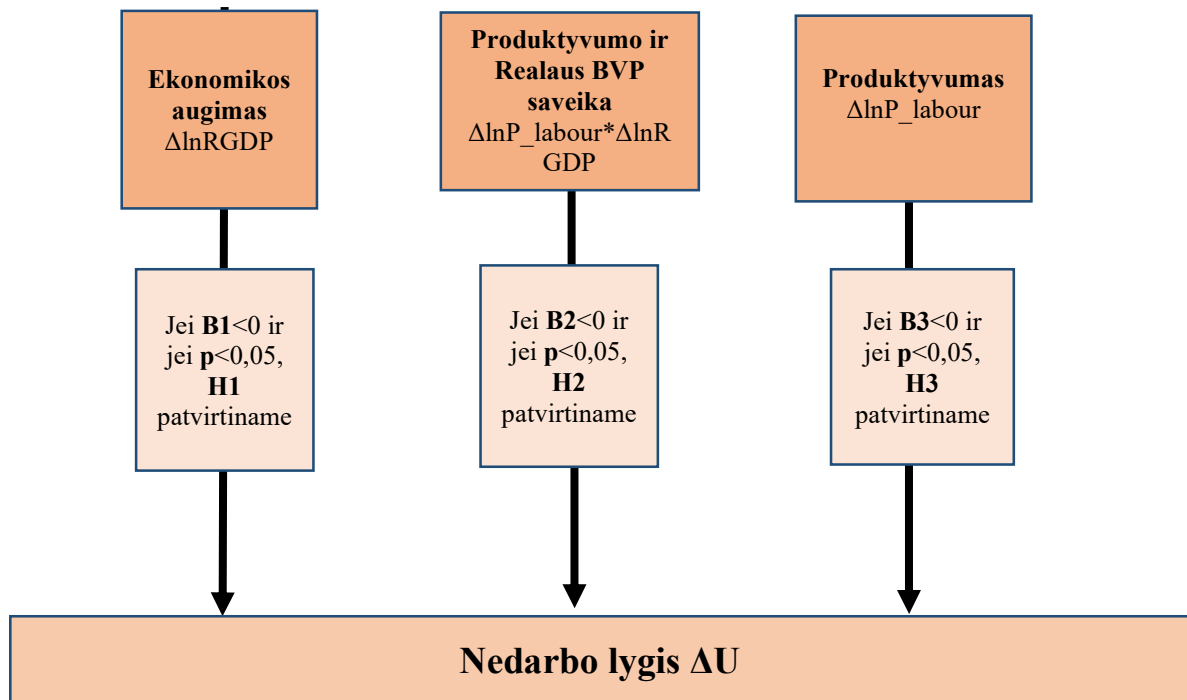 Ekonomikos
augimas
ΔlnRGDP
Produktyvumo ir
Realaus BVP
saveika
ΔlnP_labour*ΔlnR
GDP
Produktyvumas
ΔlnP_labour
Jei B1<0 ir
jei p<0,05,
H1
patvirtiname
Jei B2<0 ir
jei p<0,05,
H2
patvirtiname
Jei B3<0 ir
jei p<0,05,
H3
patvirtiname
Nedarbo lygis ΔU